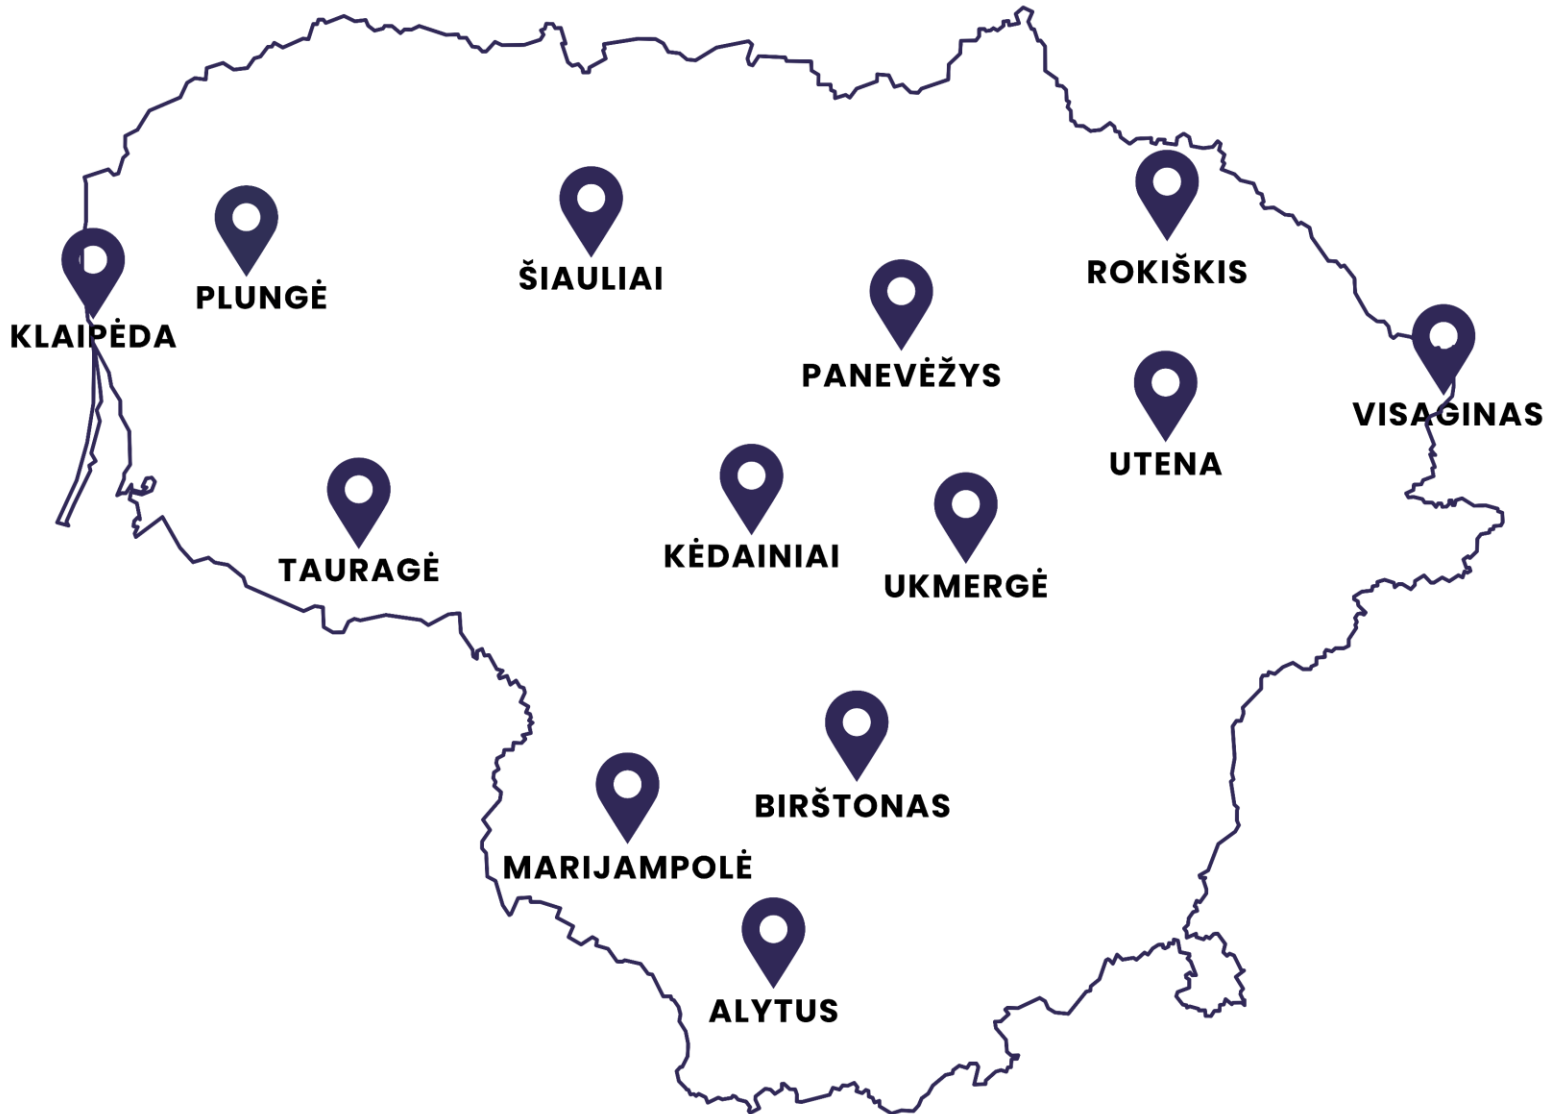 ROKIŠKIS
ŠIAULIAI
PLUNGĖ
KLAIPĖDA
PANEVĖŽYS
VISAGINAS
UTENA
KĖDAINIAI
TAURAGĖ
UKMERGĖ
BIRŠTONAS
MARIJAMPOLĖ
ALYTUS